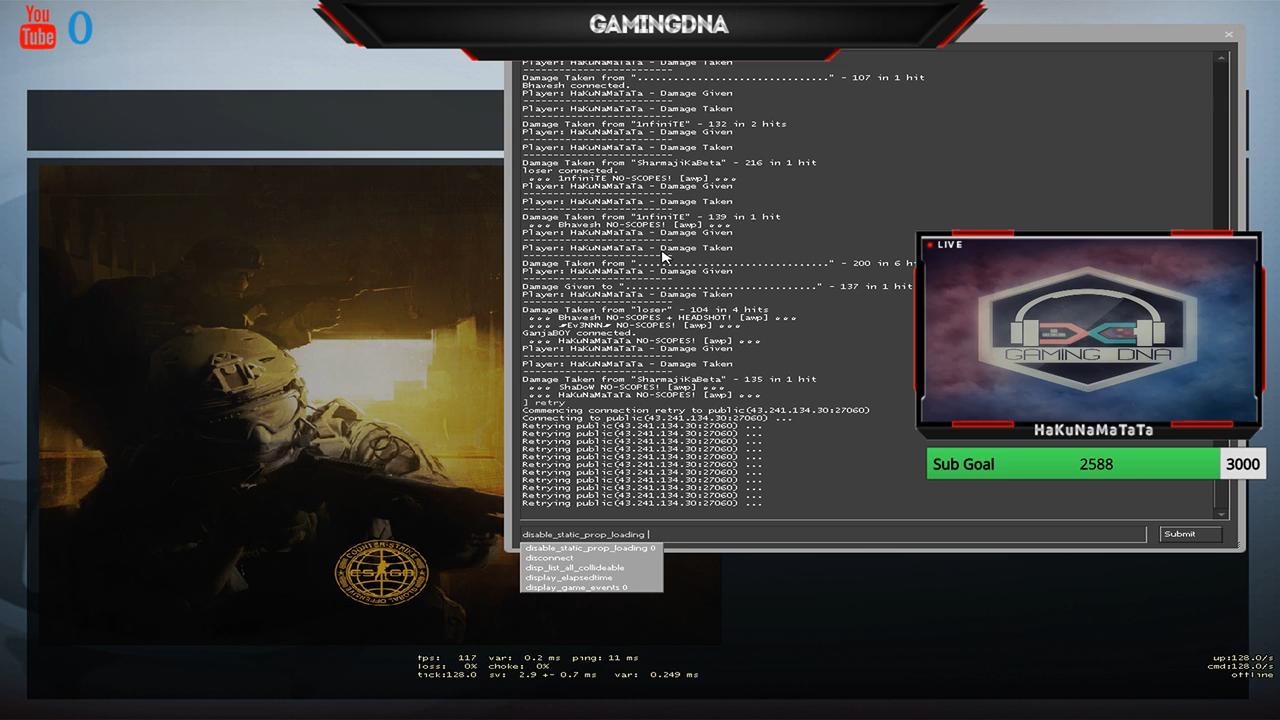 You
Tube
0
GAMINGDNA
Player: HaKuNaMaTaTa - Damage Taken
-------------------------
Damage Taken from "............................." - 107 in 1 hit
Bhavesh connected.
Player: HaKuNaMaTaTa - Damage Given
-------------------------
Player: HaKuNaMaTaTa - Damage Taken
-------------------------
Damage Taken from "1nfiniTE" - 132 in 2 hits
Player: HaKuNaMaTaTa - Damage Given
-------------------------
Player: HaKuNaMaTaTa - Damage Taken
-------------------------
Damage Taken from "SharmajiKaBeta" - 216 in 1 hit
loser connected.
1nfiniTE NO-SCOPES! [awp]
Player: HaKuNaMaTaTa - Damage Given
-------------------------
Player: HaKuNaMaTaTa - Damage Taken
-------------------------
Damage Taken from "1nfiniTE" - 139 in 1 hit
Bhavesh NO-SCOPES! [awp]
Player: HaKuNaMaTaTa - Damage Given
-------------------------
Player: HaKuNaMaTaTa - Damage Taken
-------------------------
Damage Taken from "............................." - 200 in 6 h
Player: HaKuNaMaTaTa - Damage Given
-------------------------
Damage Given to "............................." - 137 in 1 hit
Player: HaKuNaMaTaTa - Damage Taken
-------------------------
Damage Taken from "loser" - 104 in 4 hits
Bhavesh NO-SCOPES + HEADSHOT! [awp]
Ev3NNN NO-SCOPES! [awp]
GanjaBOY connected.
HaKuNaMaTaTa NO-SCOPES! [awp]
Player: HaKuNaMaTaTa - Damage Given
-------------------------
Player: HaKuNaMaTaTa - Damage Taken
-------------------------
Damage Taken from "SharmajiKaBeta" - 135 in 1 hit
ShaDoW NO-SCOPES! [awp]
HaKuNaMaTaTa NO-SCOPES! [awp]
] retry
Commencing connection retry to public(43.241.134.30:27060)
Connecting to public(43.241.134.30:27060) ...
Retrying public(43.241.134.30:27060) ...
Retrying public(43.241.134.30:27060) ...
Retrying public(43.241.134.30:27060) ...
Retrying public(43.241.134.30:27060) ...
Retrying public(43.241.134.30:27060) ...
Retrying public(43.241.134.30:27060) ...
Retrying public(43.241.134.30:27060) ...
Retrying public(43.241.134.30:27060) ...
Retrying public(43.241.134.30:27060) ...
Retrying public(43.241.134.30:27060) ...
Retrying public(43.241.134.30:27060) ...
disable_static_prop_loading
Submit
disable_static_prop_loading 0
disconnect
disp_list_all_collideable
display_elapsedtime
display_game_events 0
LIVE
GAMING DNA
HaKuNaMaTaTa
Sub Goal 2588 3000
COUNTER-STRIKE
CS GO
GLOBAL OFFENSIVE
fps: 117 var: 0.2 ms ping: 11 ms
loss: 0% choke: 0%
tick:128.0 sv: 2.9 +- 0.7 ms var: 0.249 ms
up:128.0/s
cmd:128.0/s
offline